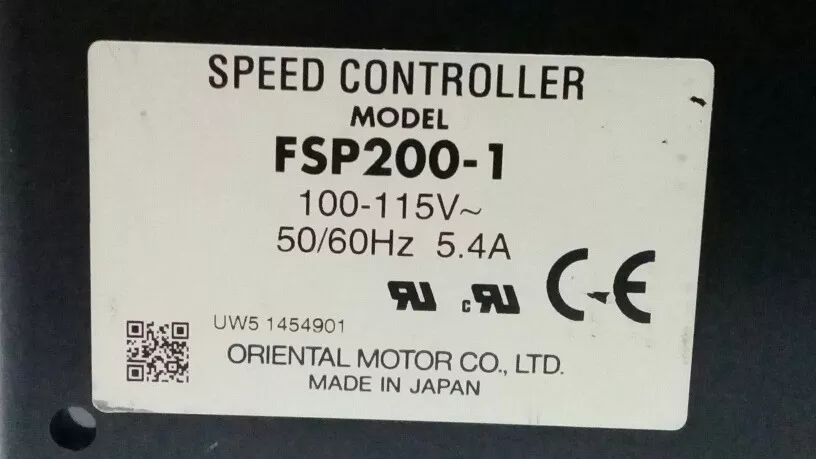 SPEED CONTROLLER
MODEL
FSP200-1
100-115V~
50/60Hz 5.4A
UW5 1454901
ORIENTAL MOTOR CO., LTD.
MADE IN JAPAN